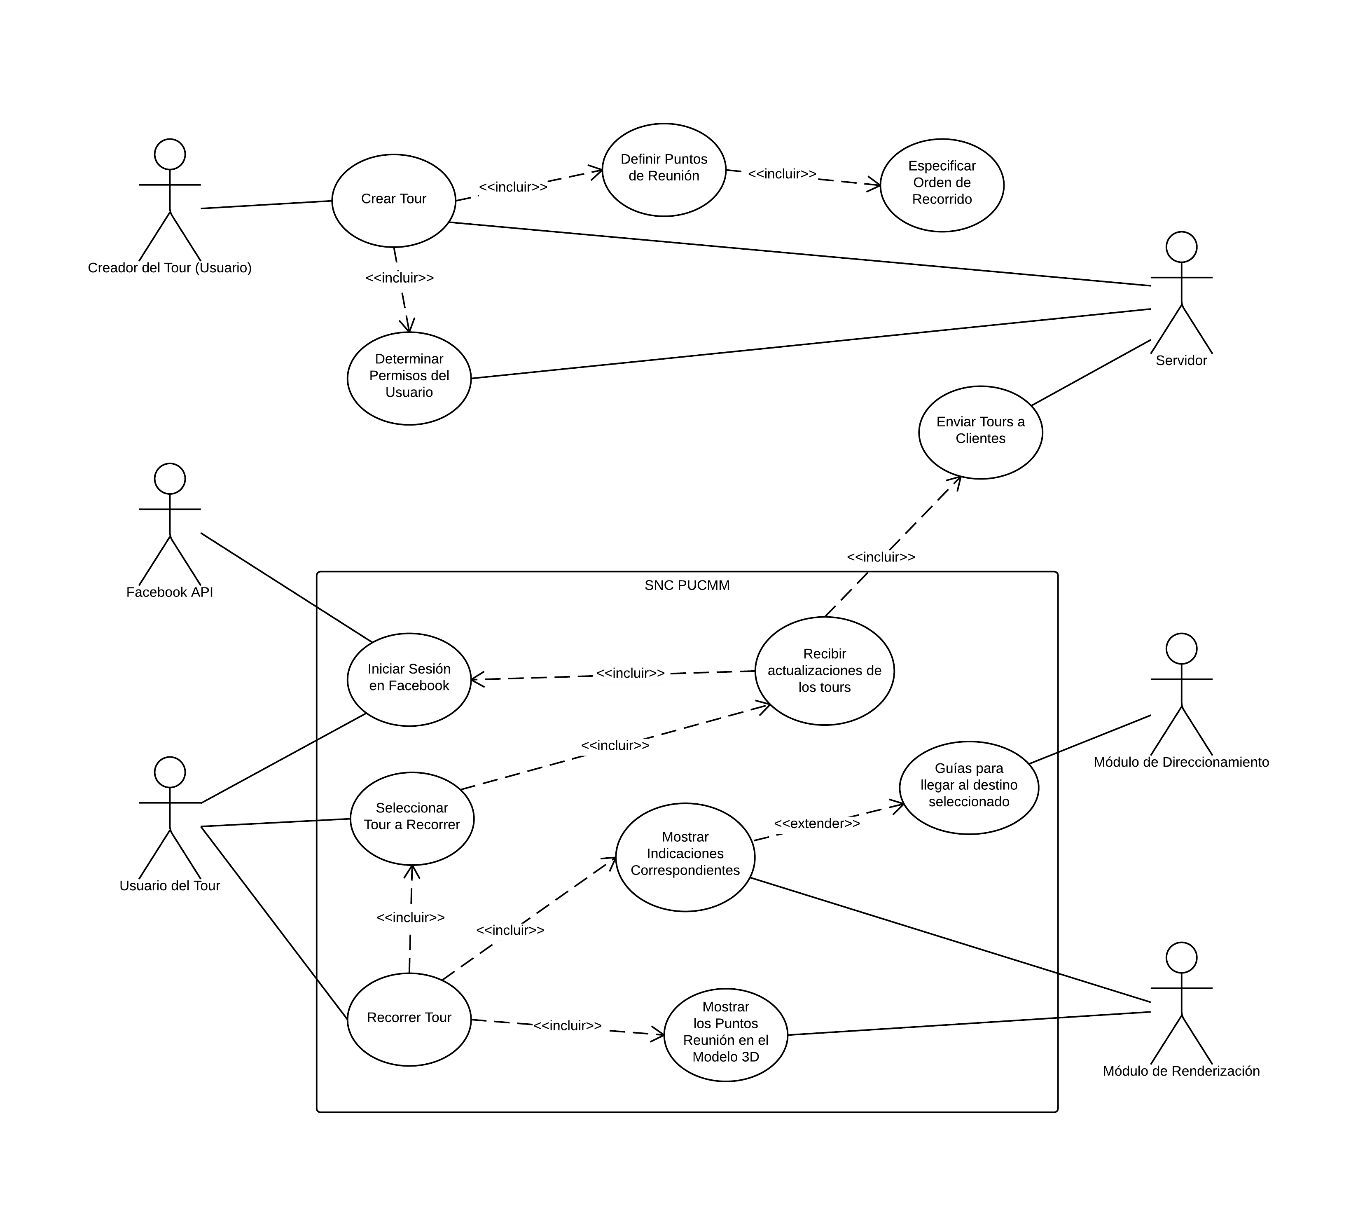 Definir Puntos
de Reunión
Especificar
Orden de
Recorrido
<<incluir>>
<<incluir>>
Crear Tour
Creador del Tour (Usuario)
<<incluir>>
Determinar
Permisos del
Usuario
Servidor
Enviar Tours a
Clientes
<<incluir>>
Facebook API
SNC PUCMM
Iniciar Sesión
en Facebook
<<incluir>>
Recibir
actualizaciones de
los tours
<<incluir>>
Módulo de Direccionamiento
Guías para
llegar al destino
seleccionado
Seleccionar
Tour a Recorrer
<<extender>>
Mostrar
Indicaciones
Correspondientes
Usuario del Tour
<<incluir>>
<<incluir>>
Recorrer Tour
<<incluir>>
Mostrar
los Puntos
Reunión en el
Modelo 3D
Módulo de Renderización